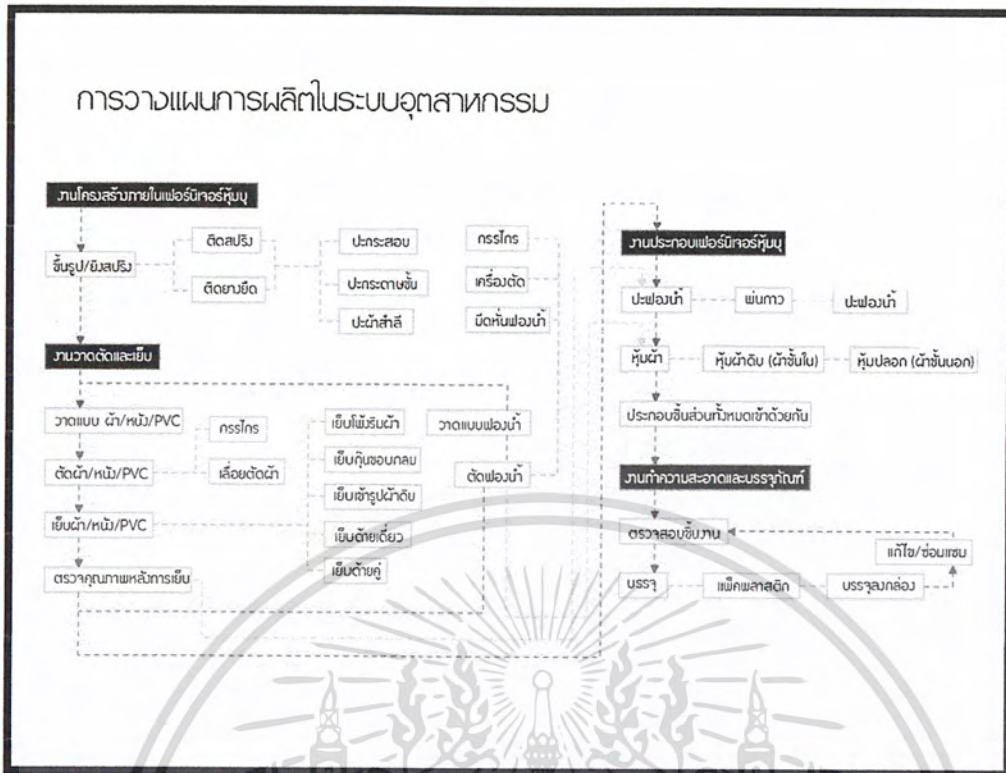 การวางแผนการผลิตในระบบอุตสาหกรรม
งานโครงสร้างภายในเฟอร์นิเจอร์หุ้มบุ
ขึ้นรูป/ยิงสปริง
ติดสปริง
ติดยางยืด
ปะกระสอบ
ปะกระดาษชั้น
ปะผ้าสำลี
งานวาดตัดและเย็บ
วาดแบบ ผ้า/หนัง/PVC
ตัดผ้า/หนัง/PVC
กรรไกร
เลื่อยตัดผ้า
เย็บผ้า/หนัง/PVC
เย็บโพ้งริมผ้า
เย็บกุ๊นขอบกลม
เย็บเข้ารูปผ้าดิบ
เย็บด้ายเดี่ยว
เย็บด้ายคู่
ตรวจคุณภาพหลังการเย็บ
กรรไกร
เครื่องตัด
มีดหั่นฟองน้ำ
วาดแบบฟองน้ำ
ตัดฟองน้ำ
งานประกอบเฟอร์นิเจอร์หุ้มบุ
ปะฟองน้ำ
พ่นกาว
ปะฟองน้ำ
หุ้มผ้า
หุ้มผ้าดิบ (ผ้าชั้นใน)
หุ้มปลอก (ผ้าชั้นนอก)
ประกอบชิ้นส่วนทั้งหมดเข้าด้วยกัน
งานทำความสะอาดและบรรจุภัณฑ์
ตรวจสอบชิ้นงาน
แก้ไข/ซ่อมแซม
บรรจุ
แพ็คพลาสติก
บรรจุลงกล่อง